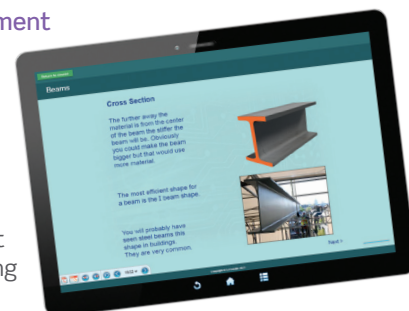 ment
Beams
Cross Section
The further away the
material is from the center
of the beam the stiffer the
beam will be. Obviously
you could make the beam
bigger but that would use
more material.
The most efficient shape for
a beam is the I beam shape.
You will probably have
seen steel beams this
shape in buildings.
They are very common.
Next >
t
ng